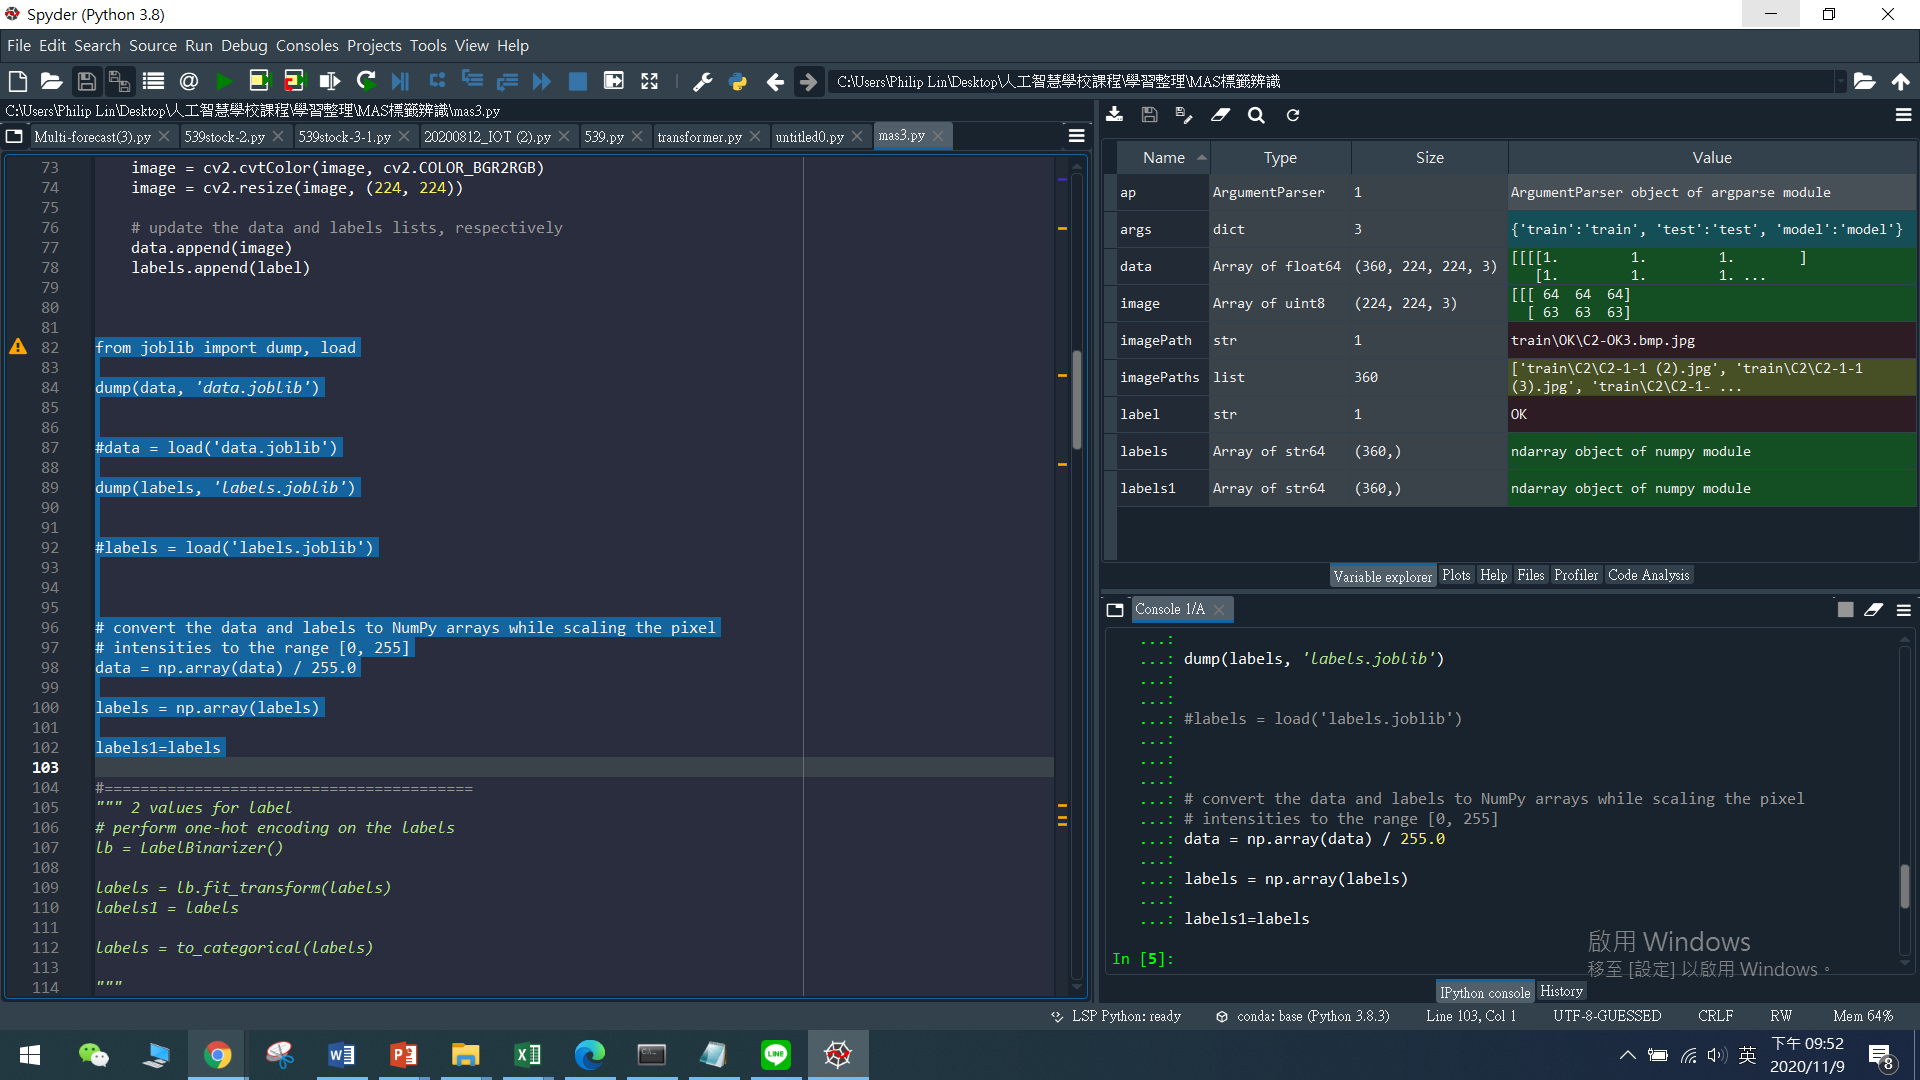 Spyder (Python 3.8)
File Edit Search Source Run Debug Consoles Projects Tools View Help
C:\Users\Philip Lin\Desktop\人工智慧學校課程\學習整理\MAS標籤辨識
C:\Users\Philip Lin\Desktop\人工智慧學校課程\學習整理\MAS標籤辨識\mas3.py
Multi-forecast(3).py 539stock-2.py 539stock-3-1.py 20200812_IOT (2).py 539.py transformer.py untitled0.py mas3.py
73 image = cv2.cvtColor(image, cv2.COLOR_BGR2RGB)
74 image = cv2.resize(image, (224, 224))
75
76 # update the data and labels lists, respectively
77 data.append(image)
78 labels.append(label)
79
80
81
82 from joblib import dump, load
83
84 dump(data, 'data.joblib')
85
86
87 #data = load('data.joblib')
88
89 dump(labels, 'labels.joblib')
90
91
92 #labels = load('labels.joblib')
93
94
95
96 # convert the data and labels to NumPy arrays while scaling the pixel
97 # intensities to the range [0, 255]
98 data = np.array(data) / 255.0
99
100 labels = np.array(labels)
101
102 labels1=labels
103
104 #=========================================
105 """ 2 values for label
106 # perform one-hot encoding on the labels
107 lb = LabelBinarizer()
108
109 labels = lb.fit_transform(labels)
110 labels1 = labels
111
112 labels = to_categorical(labels)
113
114 """
Name Type Size Value
ap ArgumentParser 1 ArgumentParser object of argparse module
args dict 3 {'train':'train', 'test':'test', 'model':'model'}
data Array of float64 (360, 224, 224, 3) [[[[1. 1. 1. ]
[1. 1. 1. ...
image Array of uint8 (224, 224, 3) [[[ 64 64 64]
[ 63 63 63]
imagePath str 1 train\OK\C2-OK3.bmp.jpg
imagePaths list 360 ['train\C2\C2-1-1 (2).jpg', 'train\C2\C2-1-1
(3).jpg', 'train\C2\C2-1- ...
label str 1 OK
labels Array of str64 (360,) ndarray object of numpy module
labels1 Array of str64 (360,) ndarray object of numpy module
Variable explorer Plots Help Files Profiler Code Analysis
Console 1/A
...:
...: dump(labels, 'labels.joblib')
...:
...:
...: #labels = load('labels.joblib')
...:
...:
...:
...: # convert the data and labels to NumPy arrays while scaling the pixel
...: # intensities to the range [0, 255]
...: data = np.array(data) / 255.0
...:
...: labels = np.array(labels)
...:
...: labels1=labels
In [5]:
啟用 Windows
移至 [設定] 以啟用 Windows。
IPython console History
LSP Python: ready conda: base (Python 3.8.3) Line 103, Col 1 UTF-8-GUESSED CRLF RW Mem 64%
英
下午 09:52
2020/11/9
8